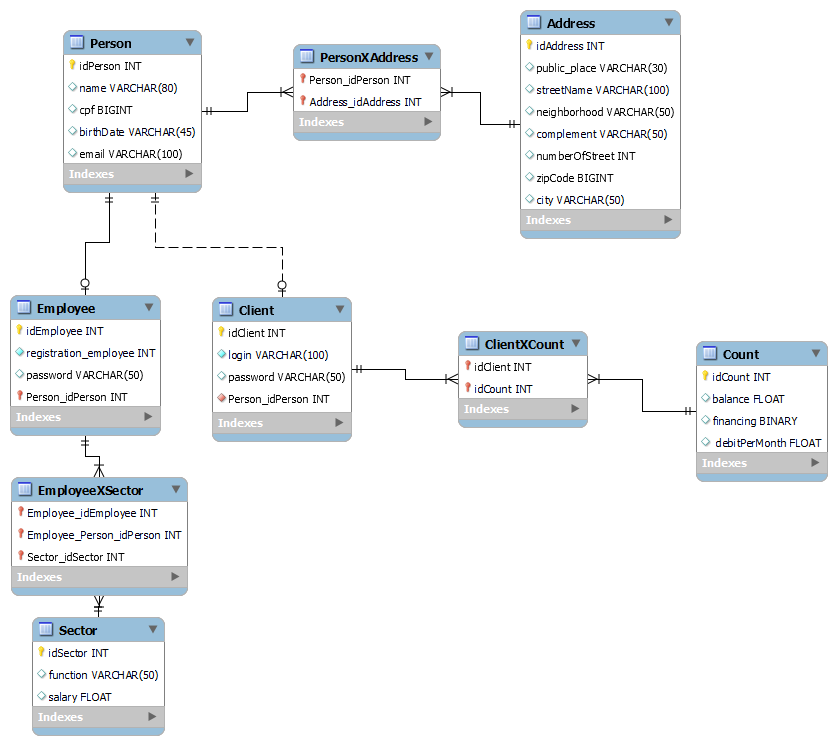 Person
idPerson INT
name VARCHAR(80)
cpf BIGINT
birthDate VARCHAR(45)
email VARCHAR(100)
Indexes
PersonXAddress
Person_idPerson INT
Address_idAddress INT
Indexes
Address
idAddress INT
public_place VARCHAR(30)
streetName VARCHAR(100)
neighborhood VARCHAR(50)
complement VARCHAR(50)
numberOfStreet INT
zipCode BIGINT
city VARCHAR(50)
Indexes
Employee
idEmployee INT
registration_employee INT
password VARCHAR(50)
Person_idPerson INT
Indexes
Client
idClient INT
login VARCHAR(100)
password VARCHAR(50)
Person_idPerson INT
Indexes
ClientXCount
idClient INT
idCount INT
Indexes
Count
idCount INT
balance FLOAT
financing BINARY
debitPerMonth FLOAT
Indexes
EmployeeXSector
Employee_idEmployee INT
Employee_Person_idPerson INT
Sector_idSector INT
Indexes
Sector
idSector INT
function VARCHAR(50)
salary FLOAT
Indexes